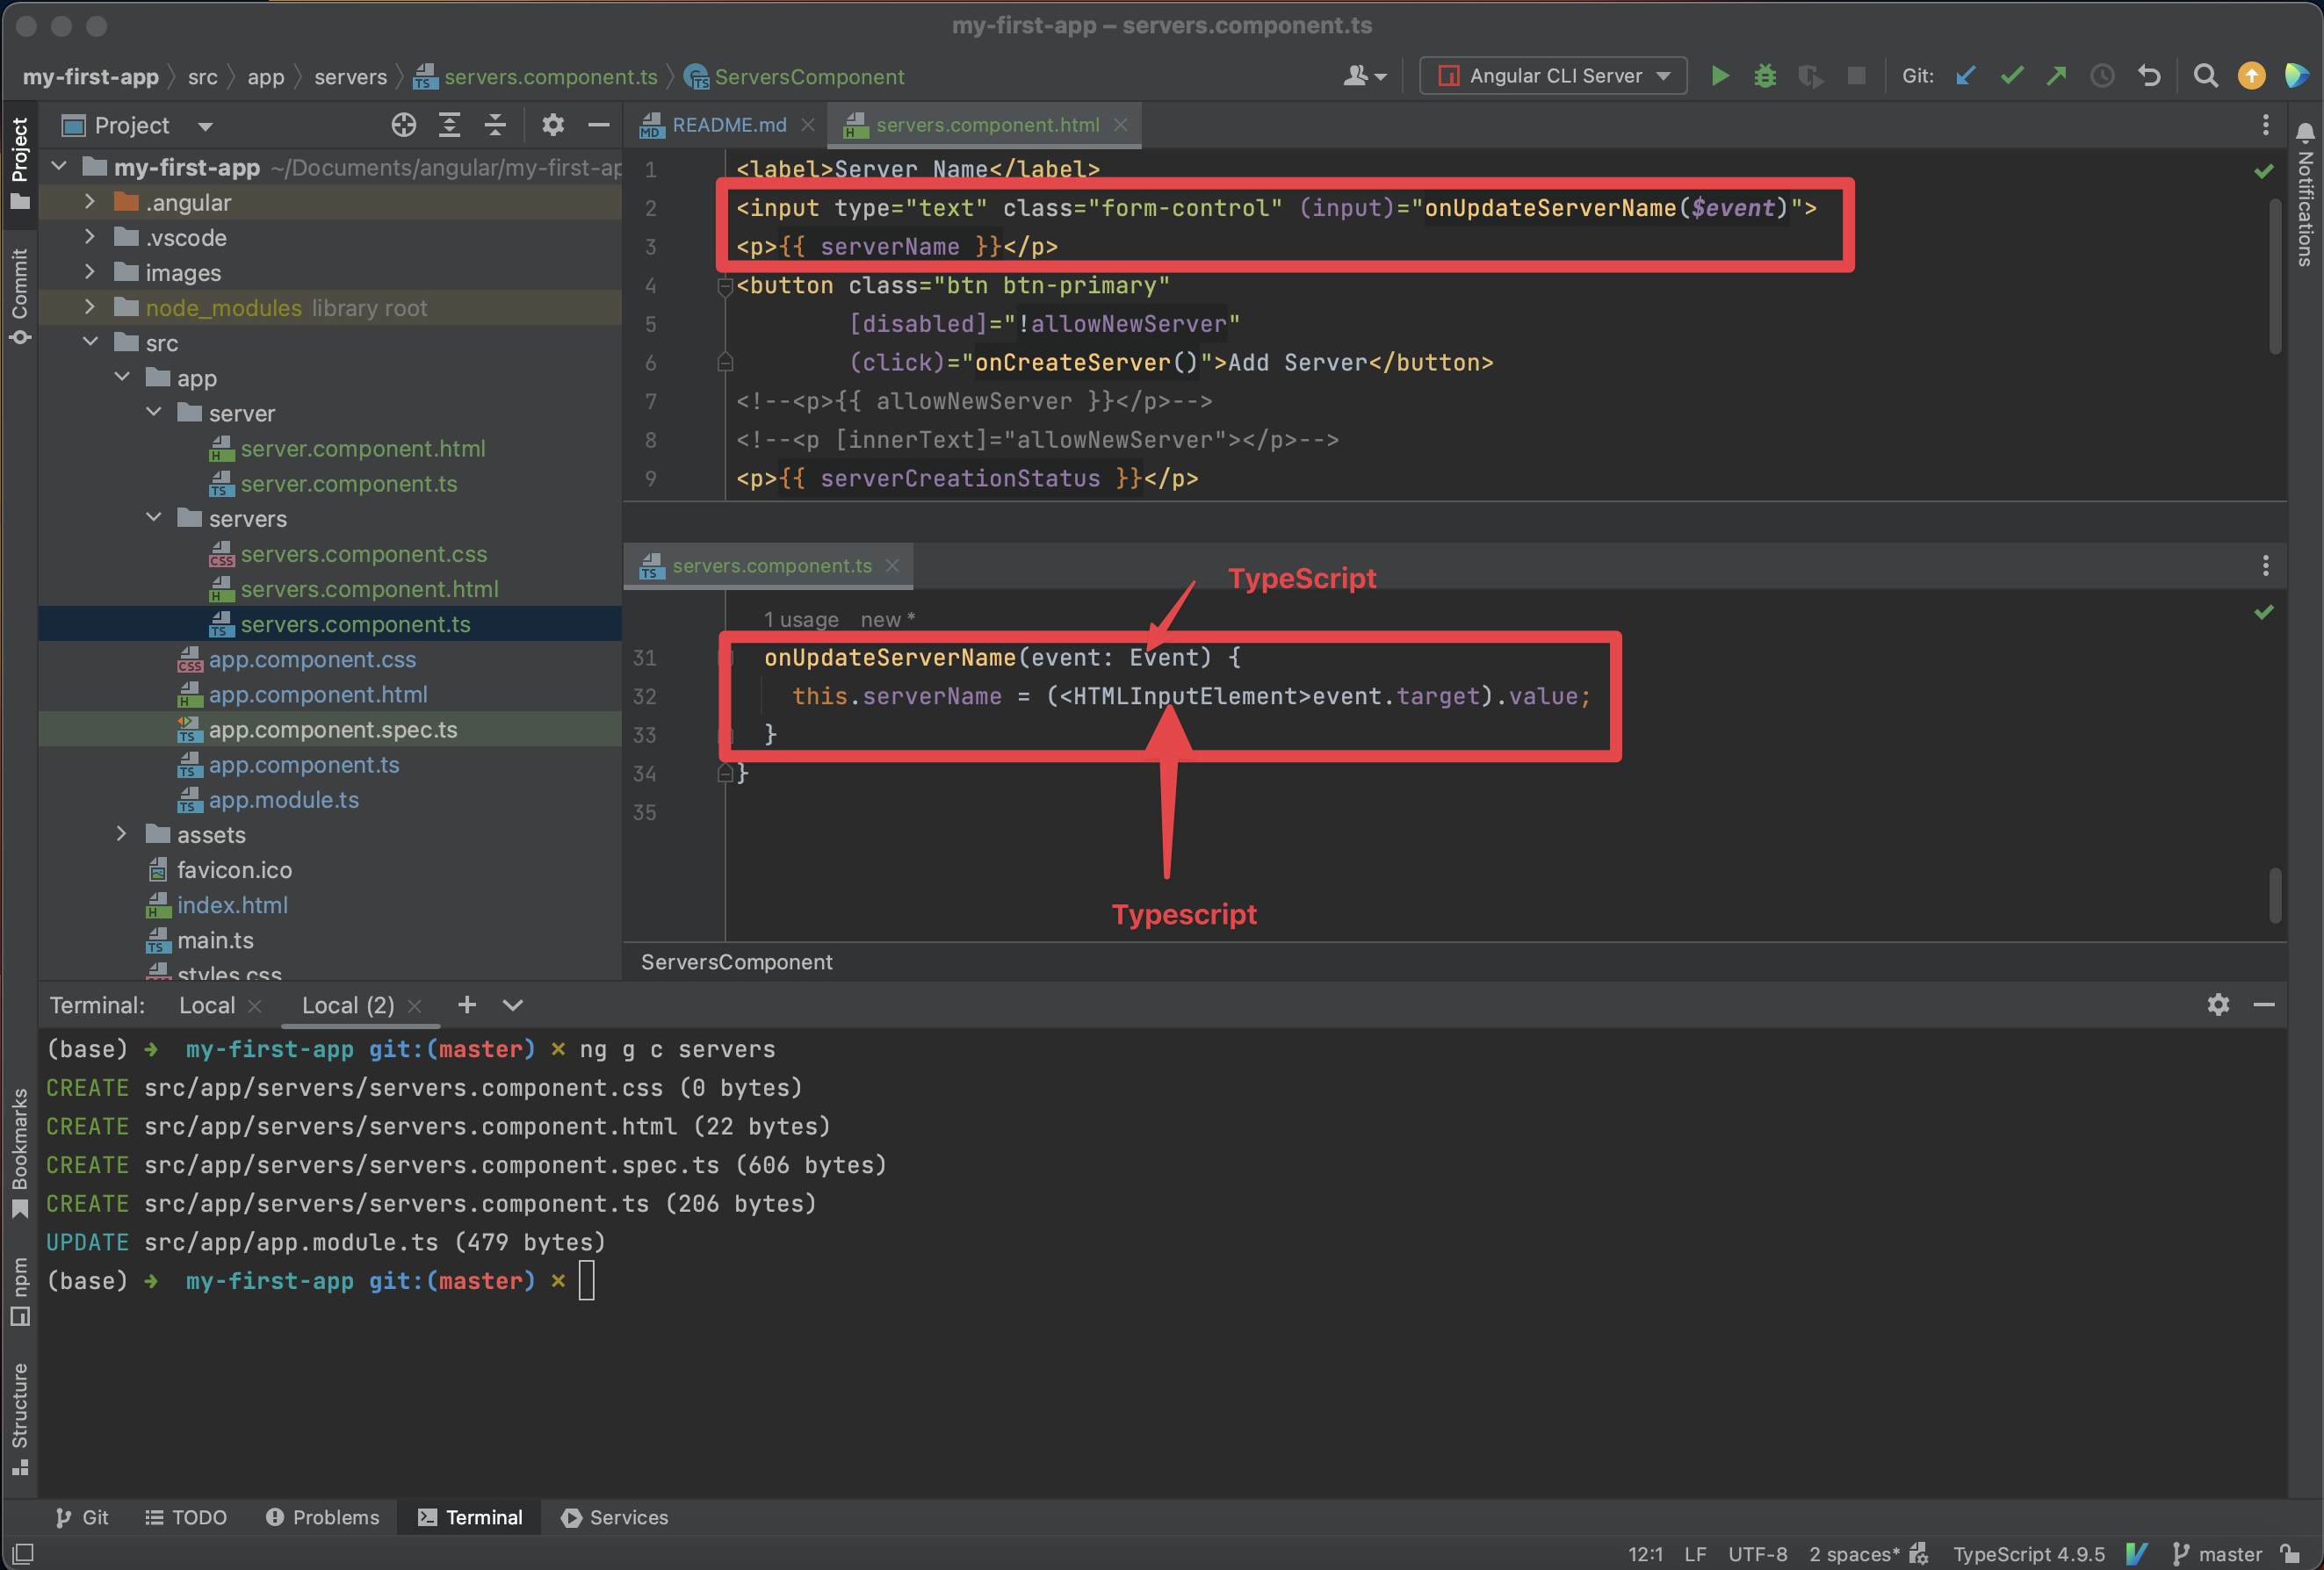 my-first-app – servers.component.ts
my-first-app src app servers servers.component.ts ServersComponent
Angular CLI Server
Git:
Project
Commit
Bookmarks
npm
Structure
Notifications
Project
my-first-app ~/Documents/angular/my-first-ap
.angular
.vscode
images
node_modules library root
src
app
server
server.component.html
server.component.ts
servers
servers.component.css
servers.component.html
servers.component.ts
app.component.css
app.component.html
app.component.spec.ts
app.component.ts
app.module.ts
assets
favicon.ico
index.html
main.ts
styles.css
README.md servers.component.html
1 <label>Server Name</label>
2 <input type="text" class="form-control" (input)="onUpdateServerName($event)">
3 <p>{{ serverName }}</p>
4 <button class="btn btn-primary"
5 [disabled]="!allowNewServer"
6 (click)="onCreateServer()">Add Server</button>
7 <!--<p>{{ allowNewServer }}</p>-->
8 <!--<p [innerText]="allowNewServer"></p>-->
9 <p>{{ serverCreationStatus }}</p>
servers.component.ts
TypeScript
1 usage new *
31 onUpdateServerName(event: Event) {
32 this.serverName = (<HTMLInputElement>event.target).value;
33 }
34 }
35
Typescript
ServersComponent
Terminal: Local Local (2)
(base) ➜ my-first-app git:(master) ✗ ng g c servers
CREATE src/app/servers/servers.component.css (0 bytes)
CREATE src/app/servers/servers.component.html (22 bytes)
CREATE src/app/servers/servers.component.spec.ts (606 bytes)
CREATE src/app/servers/servers.component.ts (206 bytes)
UPDATE src/app/app.module.ts (479 bytes)
(base) ➜ my-first-app git:(master) ✗
Git TODO Problems Terminal Services
12:1 LF UTF-8 2 spaces* TypeScript 4.9.5 master